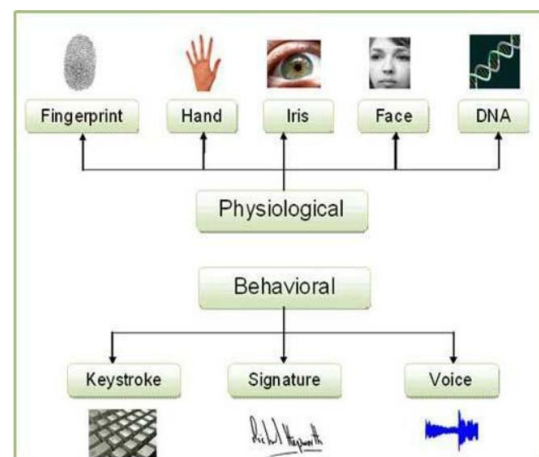 Fingerprint Hand Iris Face DNA
Physiological
Behavioral
Keystroke Signature Voice